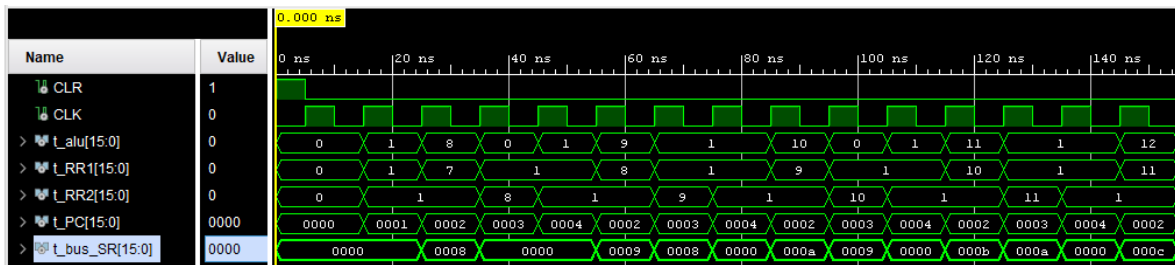 0.000 ns
Name Value 0 ns 20 ns 40 ns 60 ns 80 ns 100 ns 120 ns 140 ns
CLR 1
CLK 0
t_alu[15:0] 0 0 1 8 0 1 9 1 10 0 1 11 1 12
t_RR1[15:0] 0 0 1 7 1 8 1 9 1 10 1 11
t_RR2[15:0] 0 0 1 8 1 9 1 10 1 11 1
t_PC[15:0] 0000 0000 0001 0002 0003 0004 0002 0003 0004 0002 0003 0004 0002 0003 0004 0002
t_bus_SR[15:0] 0000 0000 0008 0000 0009 0008 0000 000a 0009 0000 000b 000a 0000 000c